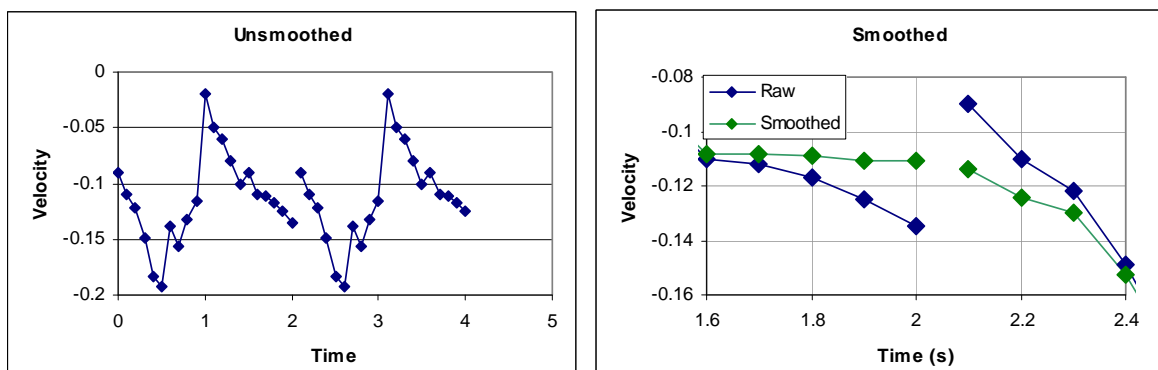 Unsmoothed
0
-0.05
-0.1
-0.15
-0.2
Velocity
0 1 2 3 4 5
Time
Smoothed
-0.08
-0.1
-0.12
-0.14
-0.16
Velocity
Raw
Smoothed
1.6 1.8 2 2.2 2.4
Time (s)